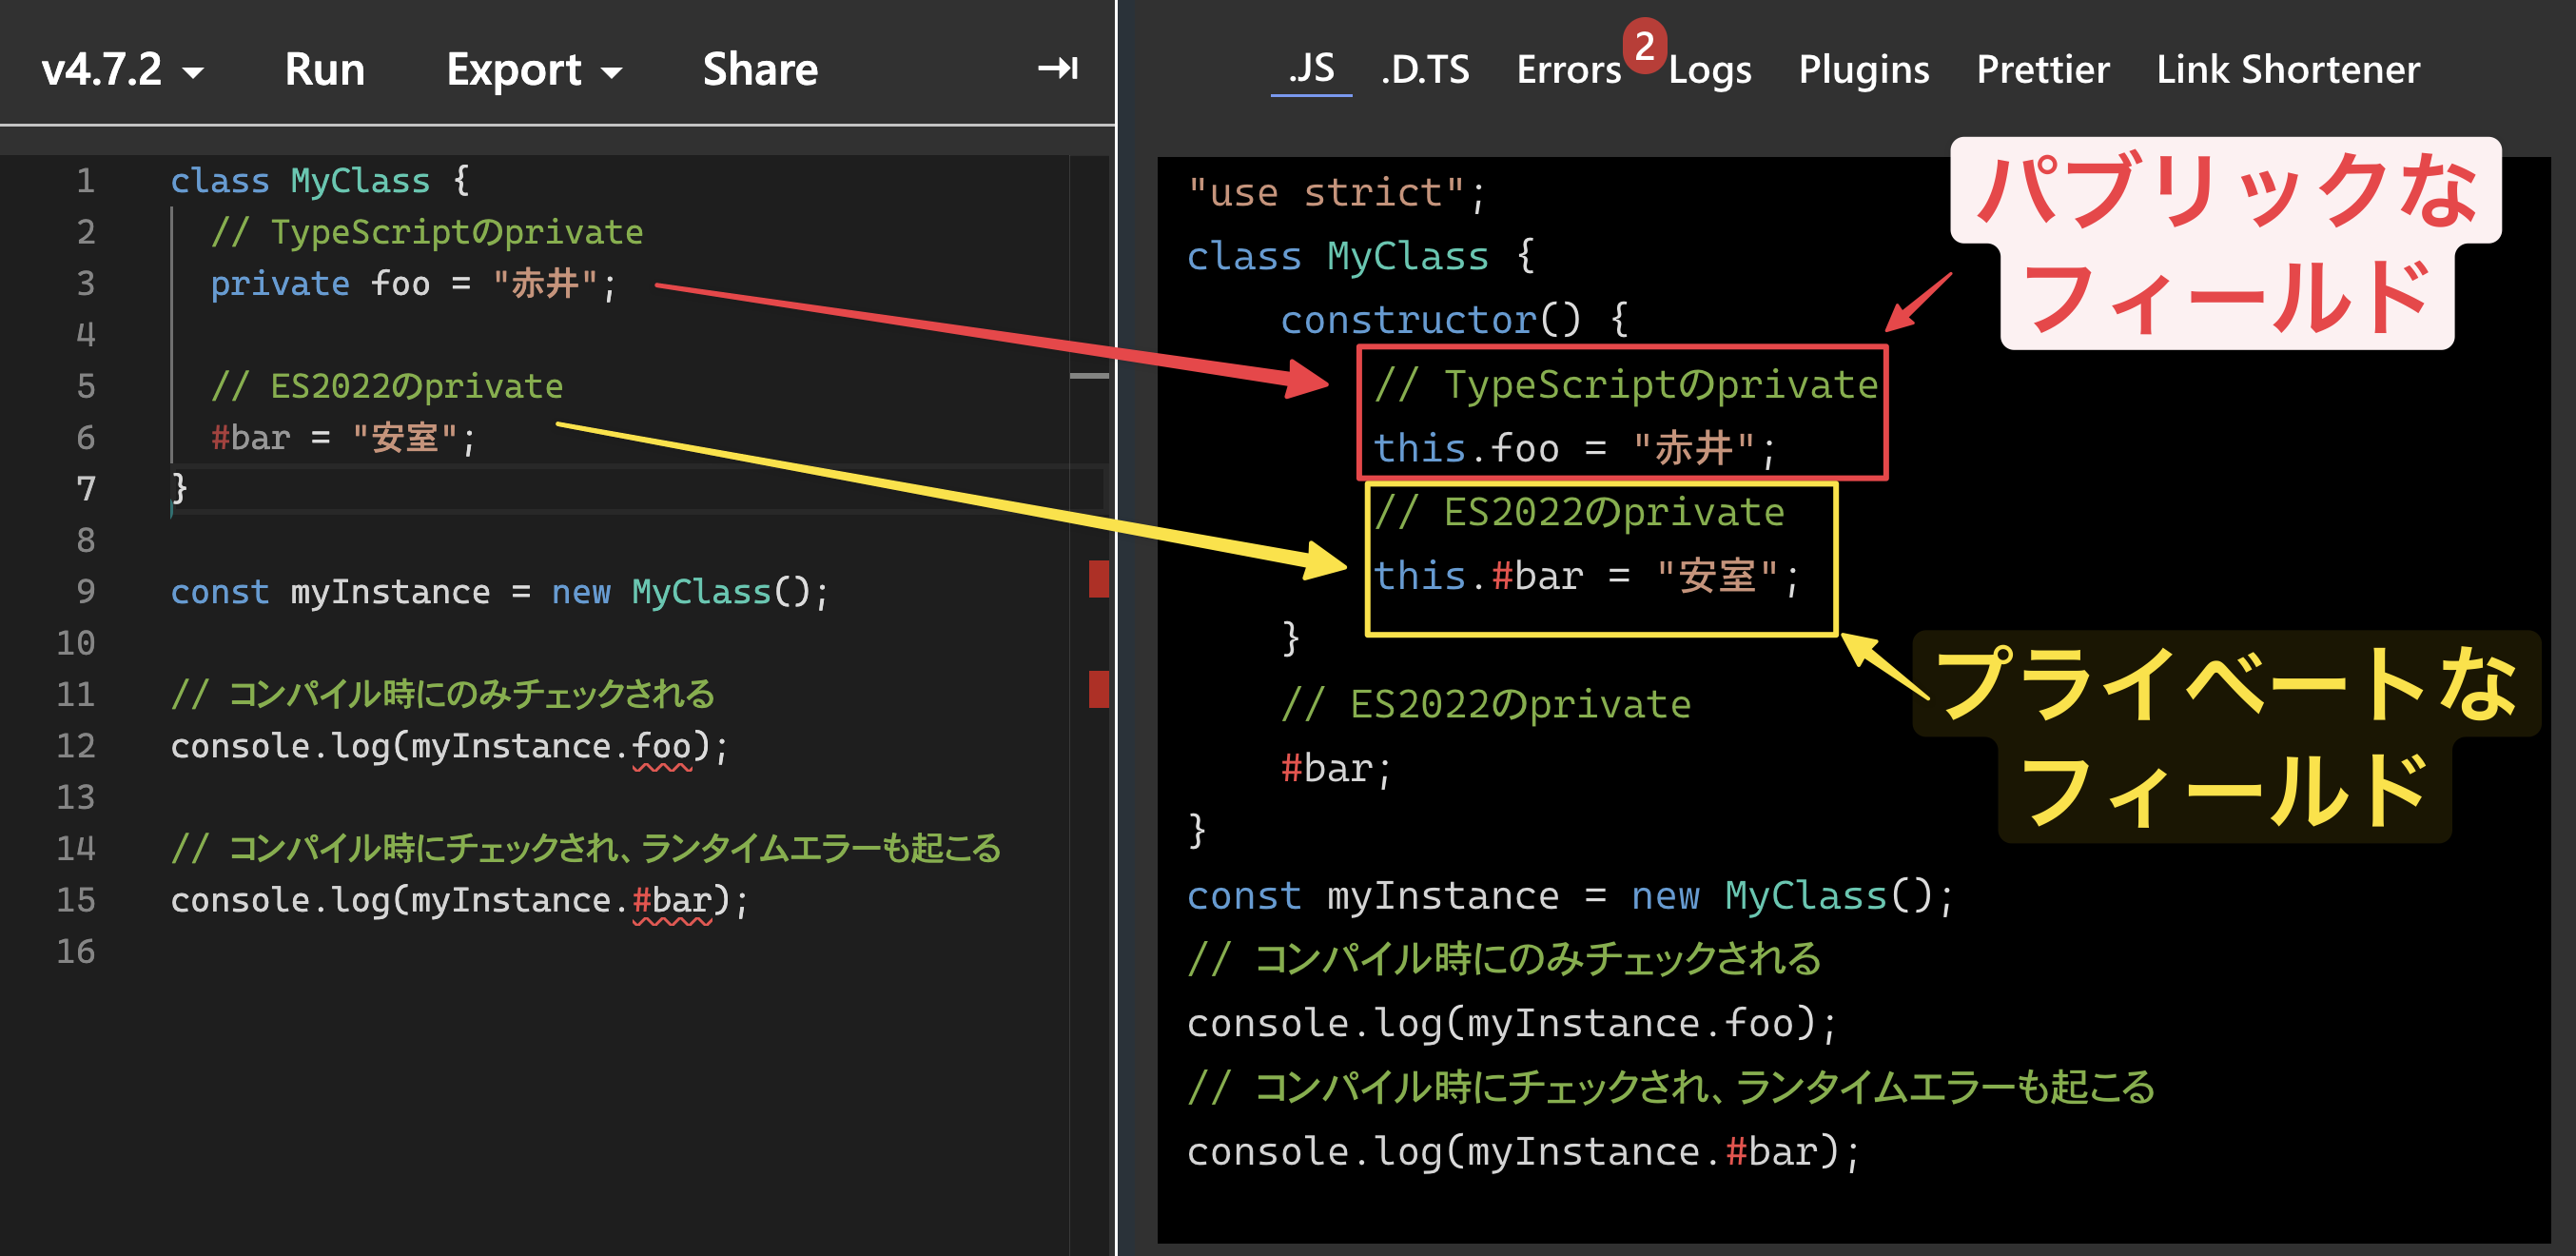 v4.7.2 Run Export Share
1 class MyClass {
2 // TypeScriptのprivate
3 private foo = "赤井";
4
5 // ES2022のprivate
6 #bar = "安室";
7 }
8
9 const myInstance = new MyClass();
10
11 // コンパイル時にのみチェックされる
12 console.log(myInstance.foo);
13
14 // コンパイル時にチェックされ、ランタイムエラーも起こる
15 console.log(myInstance.#bar);
16
.JS .D.TS Errors 2 Logs Plugins Prettier Link Shortener
"use strict";
class MyClass {
constructor() {
// TypeScriptのprivate
this.foo = "赤井";
// ES2022のprivate
this.#bar = "安室";
}
// ES2022のprivate
#bar;
}
const myInstance = new MyClass();
// コンパイル時にのみチェックされる
console.log(myInstance.foo);
// コンパイル時にチェックされ、ランタイムエラーも起こる
console.log(myInstance.#bar);
パブリックな
フィールド
プライベートな
フィールド